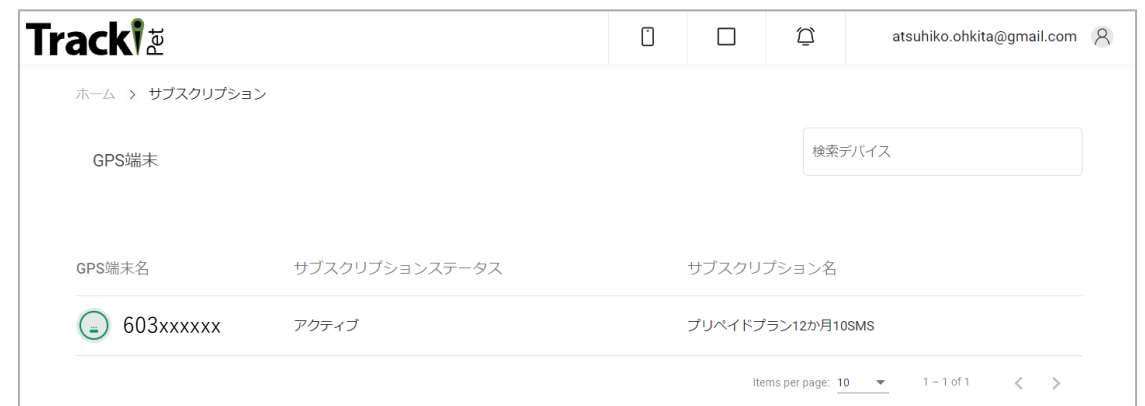 Tracki Pet
atsuhiko.ohkita@gmail.com
ホーム > サブスクリプション
GPS端末
検索デバイス
GPS端末名 サブスクリプションステータス サブスクリプション名
603xxxxxx アクティブ プリペイドプラン12か月10SMS
Items per page: 10 1 – 1 of 1